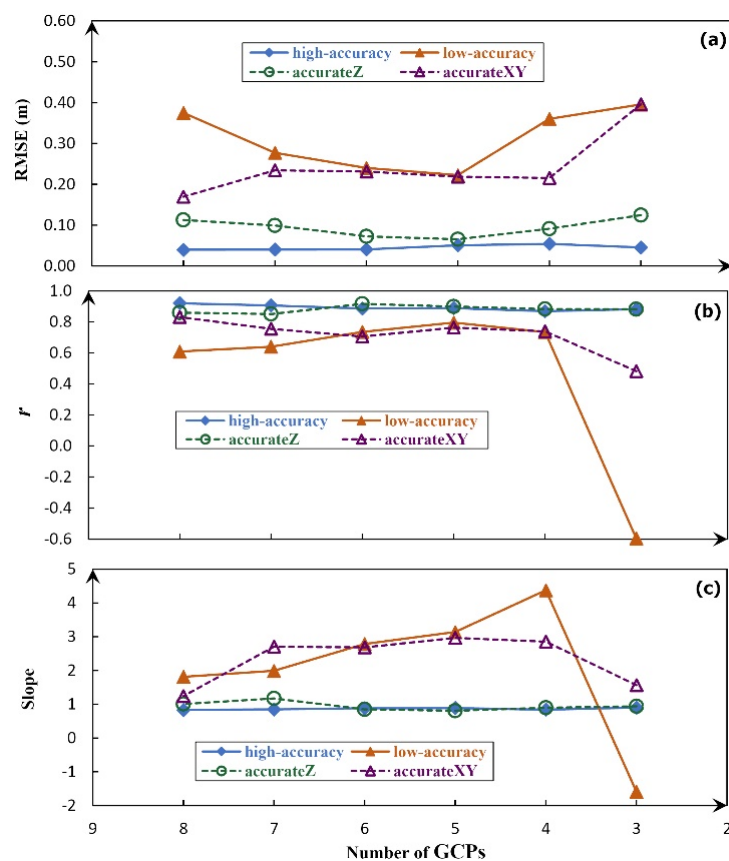 0.60
(a)
high-accuracy low-accuracy
accurateZ accurateXY
0.50
0.40
RMSE (m)
0.30
0.20
0.10
0.00
1.0
(b)
0.8
0.6
0.4
r
0.2
high-accuracy low-accuracy
accurateZ accurateXY
0.0
-0.2
-0.4
-0.6
5
(c)
4
3
2
Slope
1
0
high-accuracy low-accuracy
accurateZ accurateXY
-1
-2
9 8 7 6 5 4 3 2
Number of GCPs